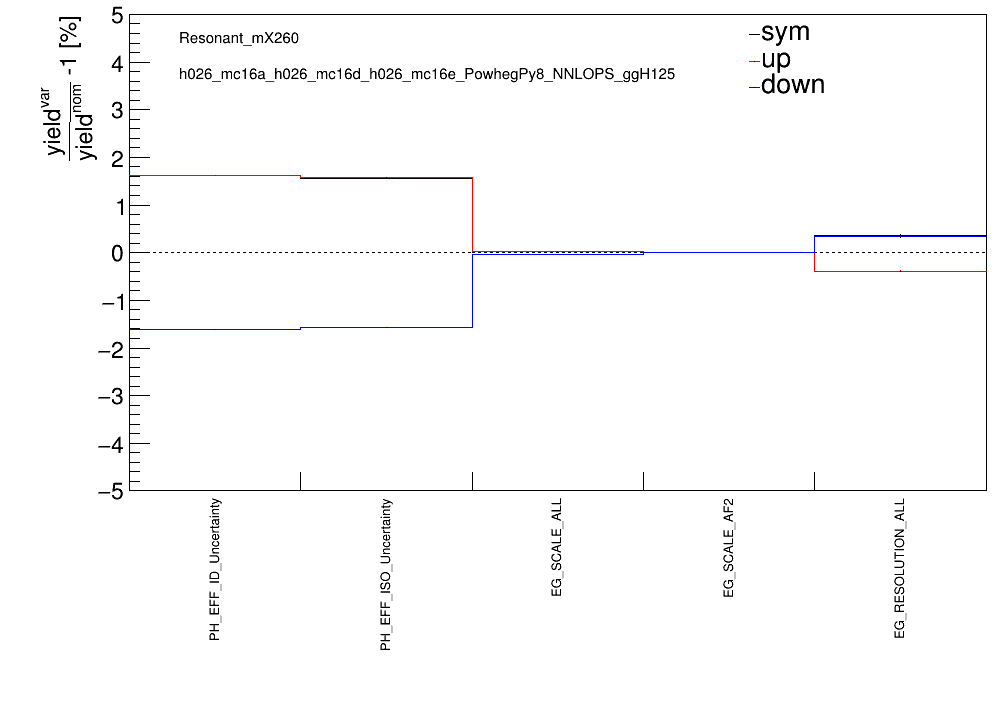 yield^var / yield^nom -1 [%]
5
4
3
2
1
0
−1
−2
−3
−4
−5
Resonant_mX260
h026_mc16a_h026_mc16d_h026_mc16e_PowhegPy8_NNLOPS_ggH125
sym
up
down
PH_EFF_ID_Uncertainty
PH_EFF_ISO_Uncertainty
EG_SCALE_ALL
EG_SCALE_AF2
EG_RESOLUTION_ALL